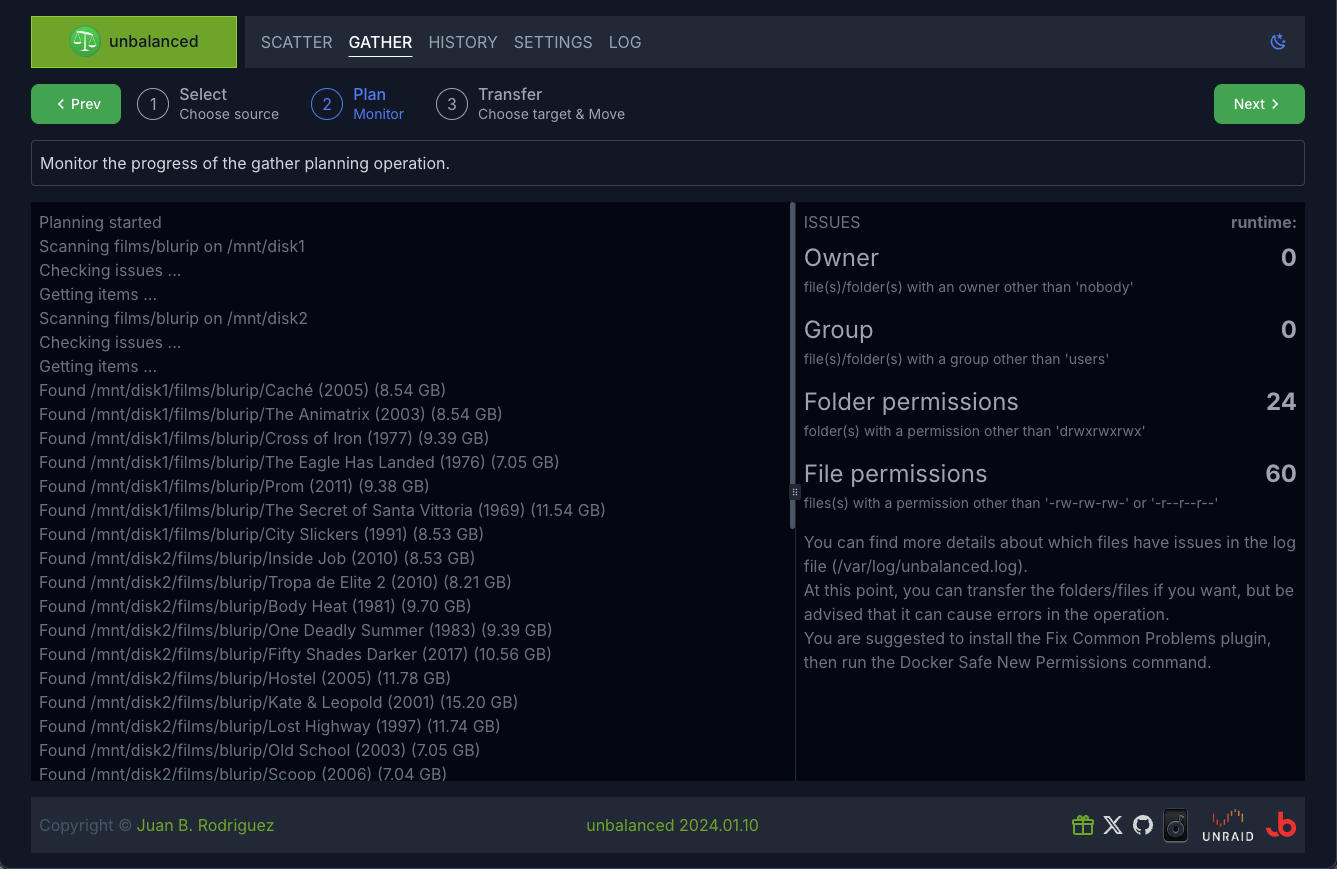 unbalanced
SCATTER GATHER HISTORY SETTINGS LOG
Prev
1 Select
Choose source
2 Plan
Monitor
3 Transfer
Choose target & Move
Next
Monitor the progress of the gather planning operation.
Planning started
Scanning films/blurip on /mnt/disk1
Checking issues ...
Getting items ...
Scanning films/blurip on /mnt/disk2
Checking issues ...
Getting items ...
Found /mnt/disk1/films/blurip/Caché (2005) (8.54 GB)
Found /mnt/disk1/films/blurip/The Animatrix (2003) (8.54 GB)
Found /mnt/disk1/films/blurip/Cross of Iron (1977) (9.39 GB)
Found /mnt/disk1/films/blurip/The Eagle Has Landed (1976) (7.05 GB)
Found /mnt/disk1/films/blurip/Prom (2011) (9.38 GB)
Found /mnt/disk1/films/blurip/The Secret of Santa Vittoria (1969) (11.54 GB)
Found /mnt/disk1/films/blurip/City Slickers (1991) (8.53 GB)
Found /mnt/disk2/films/blurip/Inside Job (2010) (8.53 GB)
Found /mnt/disk2/films/blurip/Tropa de Elite 2 (2010) (8.21 GB)
Found /mnt/disk2/films/blurip/Body Heat (1981) (9.70 GB)
Found /mnt/disk2/films/blurip/One Deadly Summer (1983) (9.39 GB)
Found /mnt/disk2/films/blurip/Fifty Shades Darker (2017) (10.56 GB)
Found /mnt/disk2/films/blurip/Hostel (2005) (11.78 GB)
Found /mnt/disk2/films/blurip/Kate & Leopold (2001) (15.20 GB)
Found /mnt/disk2/films/blurip/Lost Highway (1997) (11.74 GB)
Found /mnt/disk2/films/blurip/Old School (2003) (7.05 GB)
Found /mnt/disk2/films/blurip/Scoop (2006) (7.04 GB)
ISSUES runtime:
Owner 0
file(s)/folder(s) with an owner other than 'nobody'
Group 0
file(s)/folder(s) with a group other than 'users'
Folder permissions 24
folder(s) with a permission other than 'drwxrwxrwx'
File permissions 60
files(s) with a permission other than '-rw-rw-rw-' or '-r--r--r--'
You can find more details about which files have issues in the log
file (/var/log/unbalanced.log).
At this point, you can transfer the folders/files if you want, but be
advised that it can cause errors in the operation.
You are suggested to install the Fix Common Problems plugin,
then run the Docker Safe New Permissions command.
Copyright © Juan B. Rodriguez
unbalanced 2024.01.10
UNRAID
jb